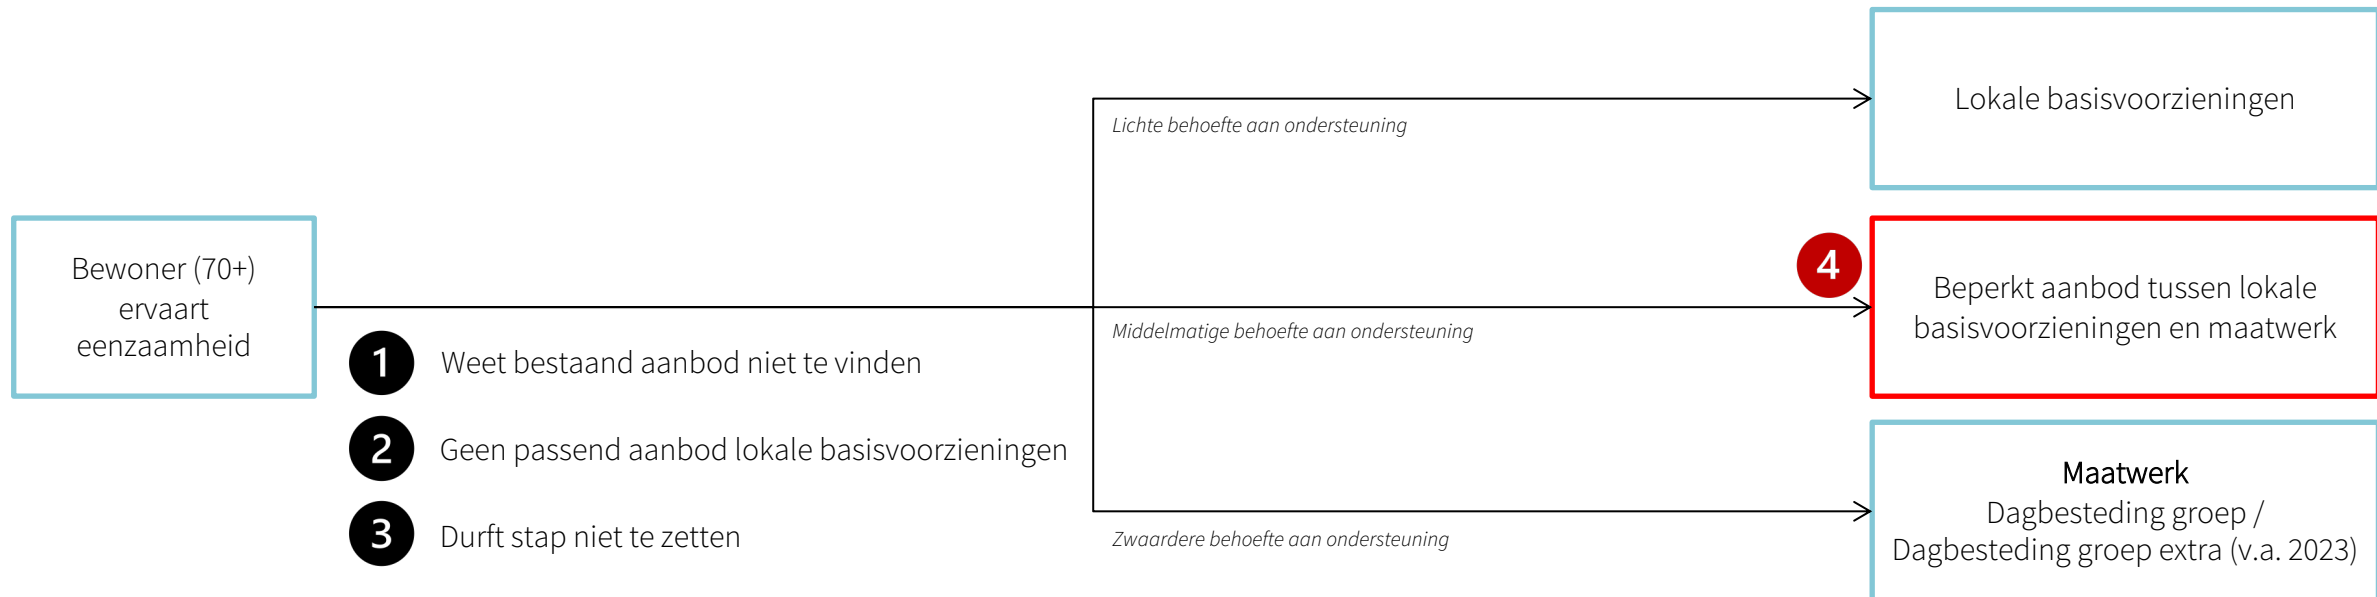 Lokale basisvoorzieningen
Lichte behoefte aan ondersteuning
Bewoner (70+)
ervaart
eenzaamheid
4
Beperkt aanbod tussen lokale
basisvoorzieningen en maatwerk
Middelmatige behoefte aan ondersteuning
1 Weet bestaand aanbod niet te vinden
2 Geen passend aanbod lokale basisvoorzieningen
3 Durft stap niet te zetten
Zwaardere behoefte aan ondersteuning
Maatwerk
Dagbesteding groep /
Dagbesteding groep extra (v.a. 2023)